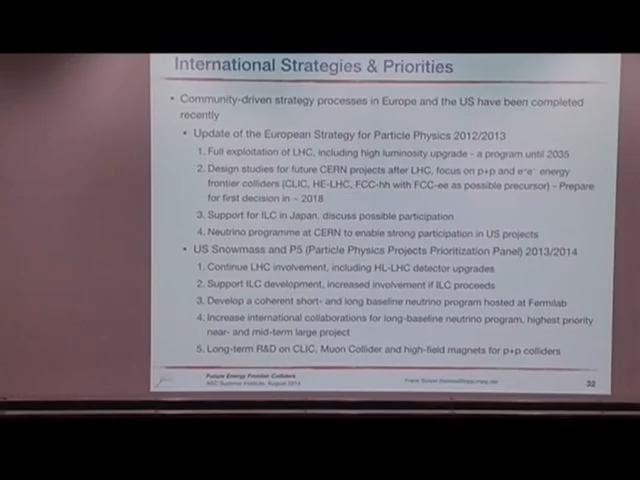 International Strategies & Priorities
• Community-driven strategy processes in Europe and the US have been completed
recently
• Update of the European Strategy for Particle Physics 2012/2013
1. Full exploitation of LHC, including high luminosity upgrade - a program until 2035
2. Design studies for future CERN projects after LHC, focus on p+p and e⁺e⁻ energy
frontier colliders (CLIC, HE-LHC, FCC-hh with FCC-ee as possible precursor) - Prepare
for first decision in ~ 2018
3. Support for ILC in Japan, discuss possible participation
4. Neutrino programme at CERN to enable strong participation in US projects
• US Snowmass and P5 (Particle Physics Projects Prioritization Panel) 2013/2014
1. Continue LHC involvement, including HL-LHC detector upgrades
2. Support ILC development, increased involvement if ILC proceeds
3. Develop a coherent short- and long baseline neutrino program hosted at Fermilab
4. Increase international collaborations for long-baseline neutrino program, highest priority
near- and mid-term large project
5. Long-term R&D on CLIC, Muon Collider and high-field magnets for p+p colliders
Future Energy Frontier Colliders
Summer Institute, August 2014
Frank
32